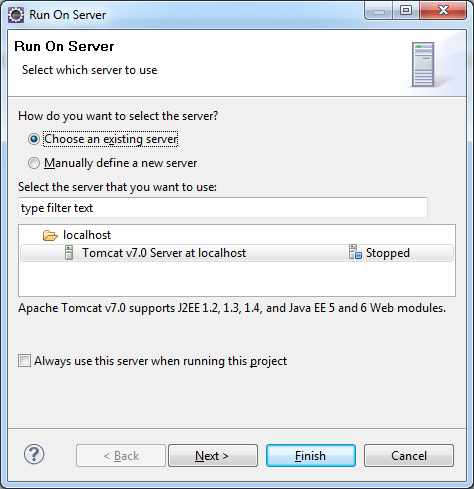 Run On Server
Run On Server
Select which server to use
How do you want to select the server?
Choose an existing server
Manually define a new server
Select the server that you want to use:
type filter text
localhost
Tomcat v7.0 Server at localhost Stopped
Apache Tomcat v7.0 supports J2EE 1.2, 1.3, 1.4, and Java EE 5 and 6 Web modules.
Always use this server when running this project
? < Back Next > Finish Cancel